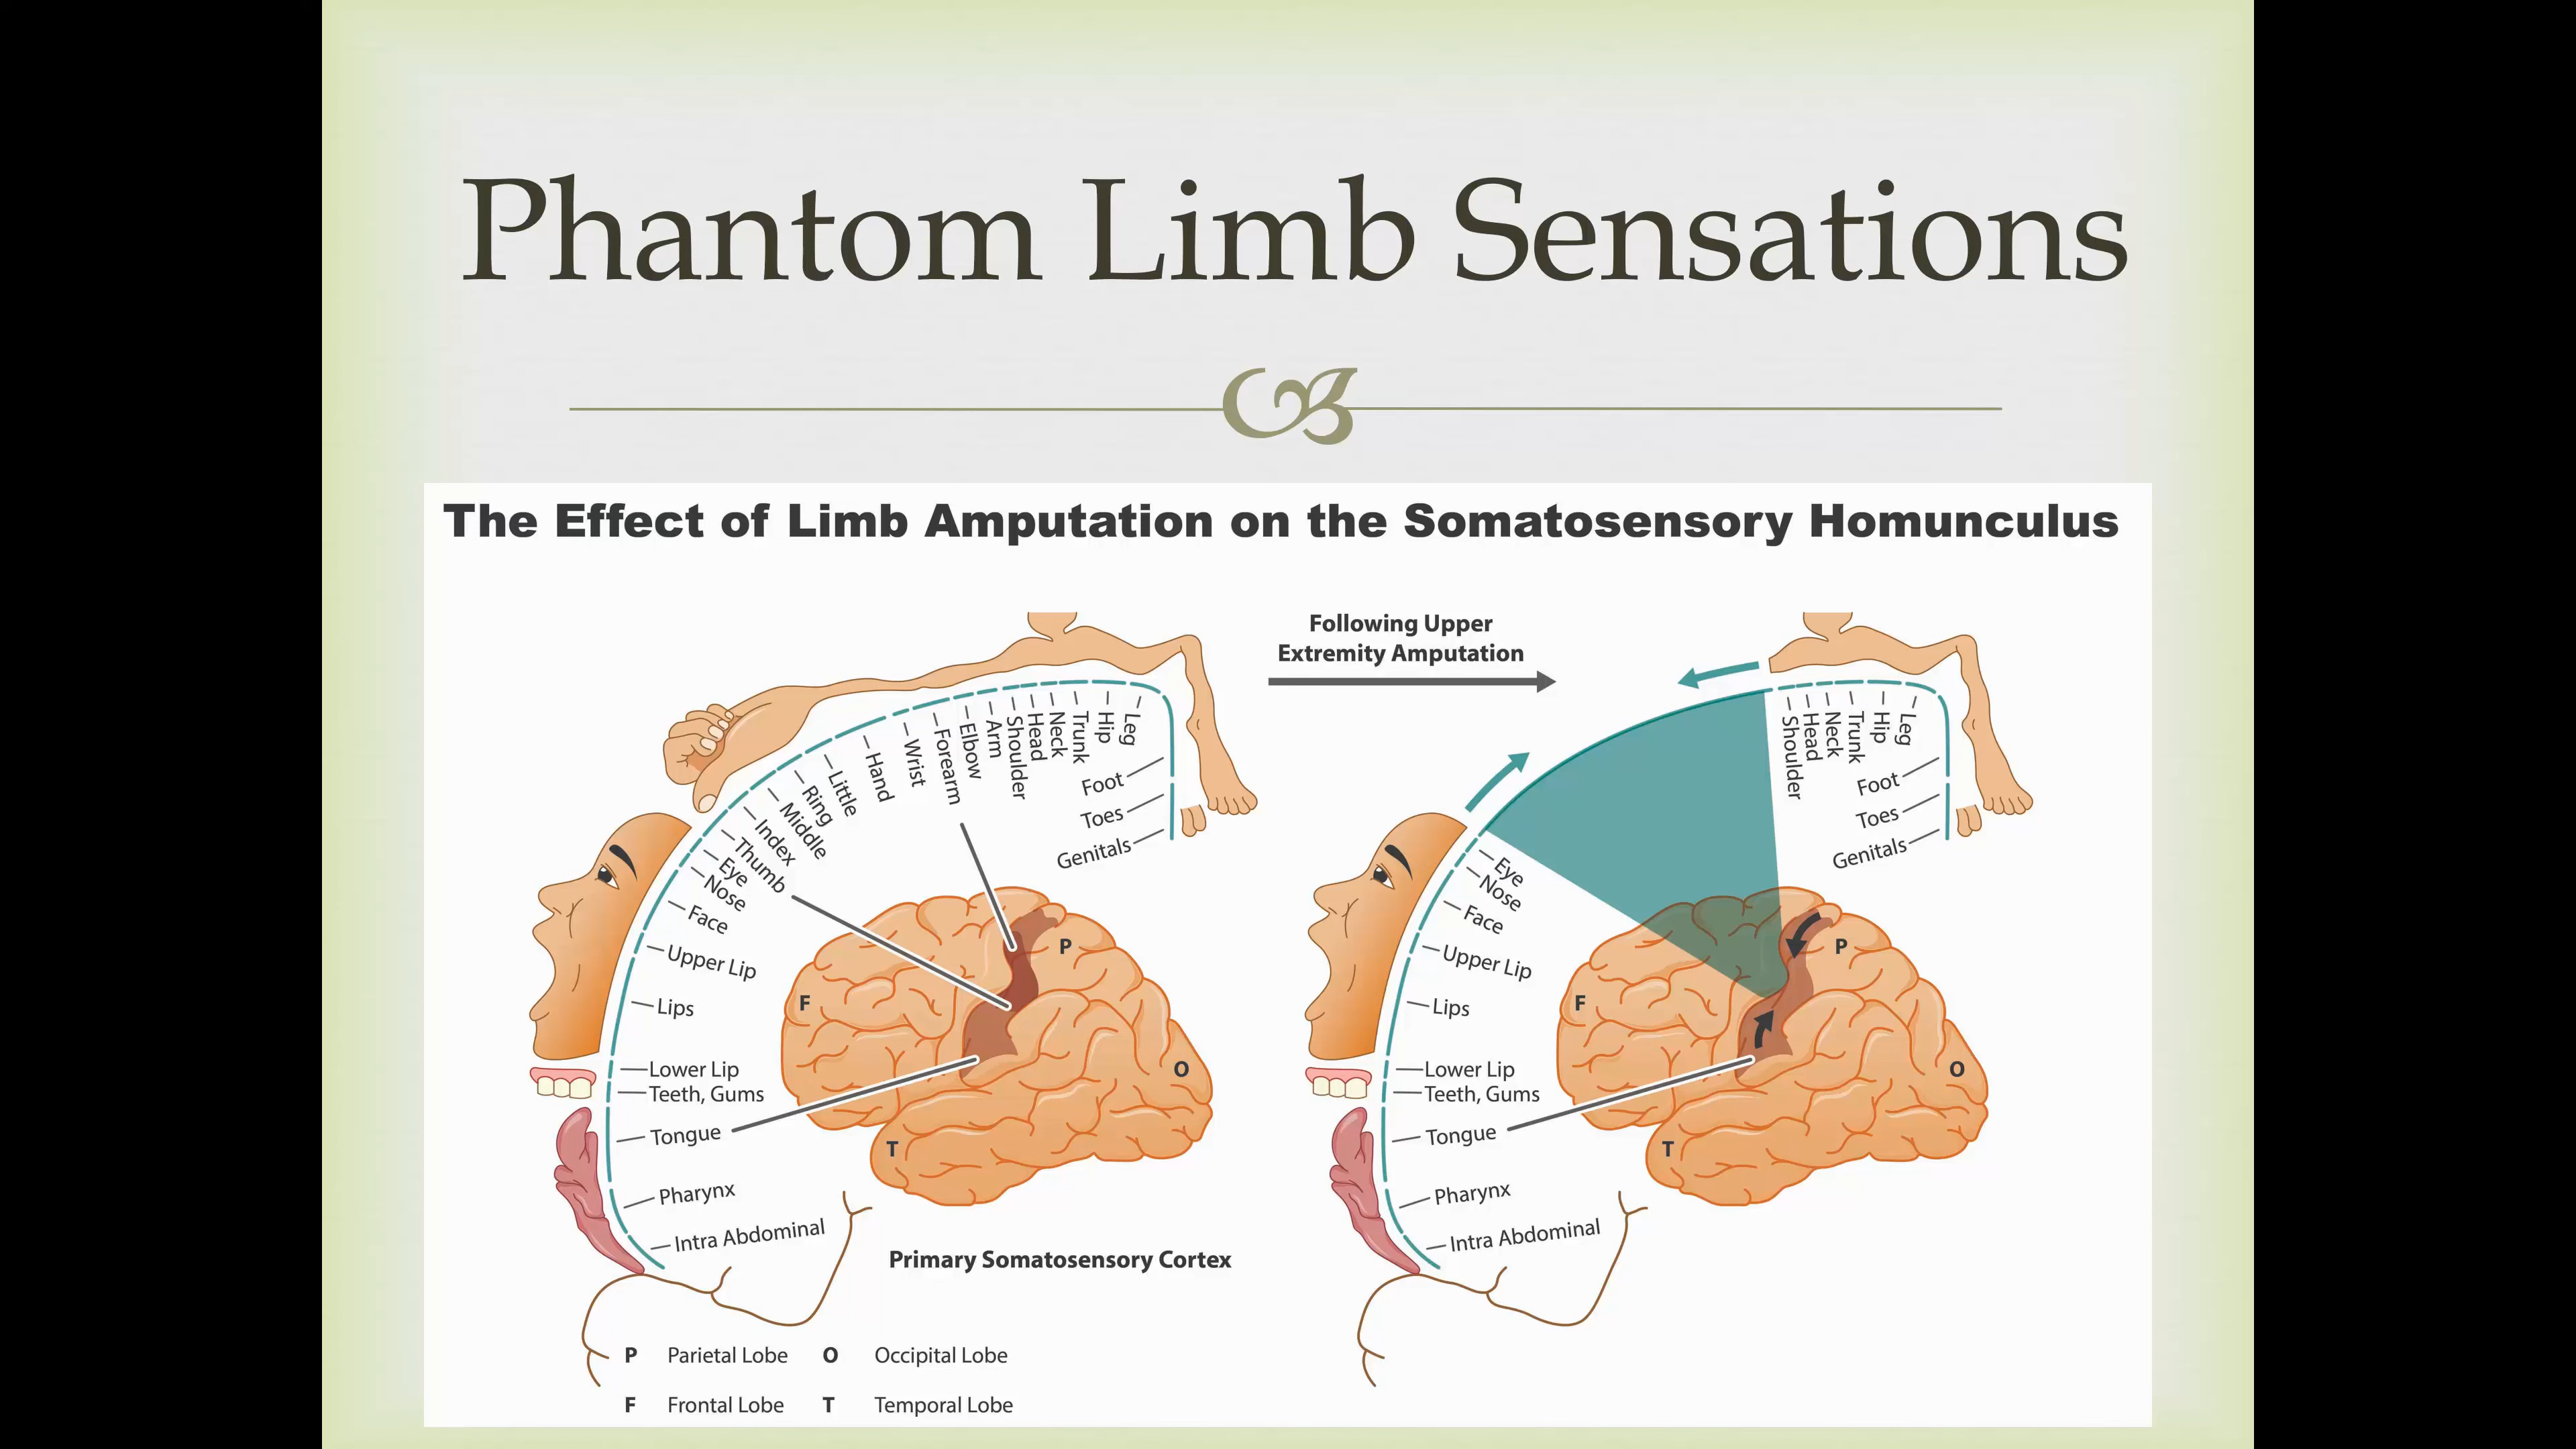 Phantom Limb Sensations
The Effect of Limb Amputation on the Somatosensory Homunculus
Following Upper
Extremity Amputation
Intra Abdominal
Pharynx
Tongue
Teeth, Gums
Lower Lip
Lips
Upper Lip
Face
Nose
Eye
Thumb
Index
Middle
Ring
Little
Hand
Wrist
Forearm
Elbow
Arm
Shoulder
Head
Neck
Trunk
Hip
Leg
Foot
Toes
Genitals
F
P
O
T
Primary Somatosensory Cortex
P Parietal Lobe O Occipital Lobe
F Frontal Lobe T Temporal Lobe
Intra Abdominal
Pharynx
Tongue
Teeth, Gums
Lower Lip
Lips
Upper Lip
Face
Nose
Eye
Shoulder
Head
Neck
Trunk
Hip
Leg
Foot
Toes
Genitals
F
P
O
T